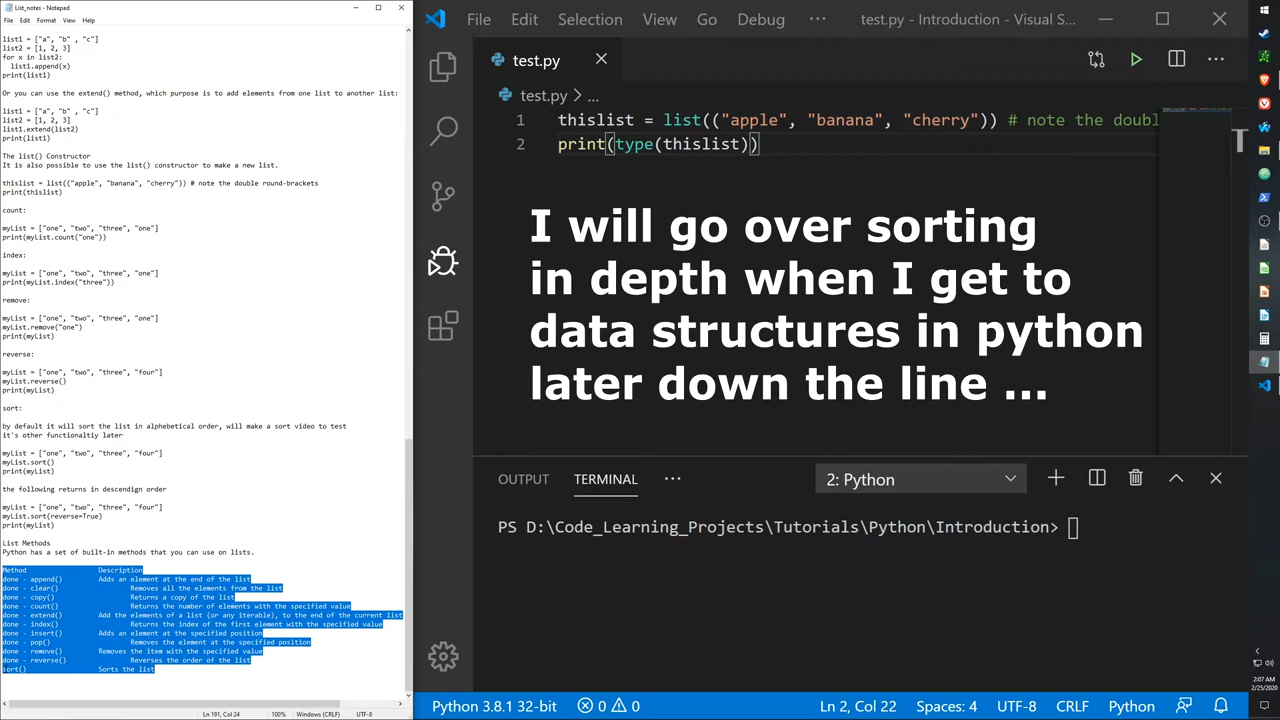 List_notes - Notepad
File Edit Format View Help
list1 = ["a", "b" , "c"]
list2 = [1, 2, 3]
for x in list2:
  list1.append(x)
print(list1)
Or you can use the extend() method, which purpose is to add elements from one list to another list:
list1 = ["a", "b" , "c"]
list2 = [1, 2, 3]
list1.extend(list2)
print(list1)
The list() Constructor
It is also possible to use the list() constructor to make a new list.
thislist = list(("apple", "banana", "cherry")) # note the double round-brackets
print(thislist)
count:
myList = ["one", "two", "three", "one"]
print(myList.count("one"))
index:
myList = ["one", "two", "three", "one"]
print(myList.index("three"))
remove:
myList = ["one", "two", "three", "one"]
myList.remove("one")
print(myList)
reverse:
myList = ["one", "two", "three", "four"]
myList.reverse()
print(myList)
sort:
by default it will sort the list in alphebetical order, will make a sort video to test
it's other functionaltiy later
myList = ["one", "two", "three", "four"]
myList.sort()
print(myList)
the following returns in descendign order
myList = ["one", "two", "three", "four"]
myList.sort(reverse=True)
print(myList)
List Methods
Python has a set of built-in methods that you can use on lists.
Method Description
done - append() Adds an element at the end of the list
done - clear() Removes all the elements from the list
done - copy() Returns a copy of the list
done - count() Returns the number of elements with the specified value
done - extend() Add the elements of a list (or any iterable), to the end of the current list
done - index() Returns the index of the first element with the specified value
done - insert() Adds an element at the specified position
done - pop() Removes the element at the specified position
done - remove() Removes the item with the specified value
done - reverse() Reverses the order of the list
sort() Sorts the list
Ln 191, Col 24 100% Windows (CRLF) UTF-8
File Edit Selection View Go Debug ··· test.py - Introduction - Visual S...
test.py
test.py > ...
1 thislist = list(("apple", "banana", "cherry")) # note the doubl
2 print(type(thislist))
I will go over sorting
in depth when I get to
data structures in python
later down the line ...
OUTPUT TERMINAL ··· 2: Python
PS D:\Code_Learning_Projects\Tutorials\Python\Introduction>
Python 3.8.1 32-bit 0 0 Ln 2, Col 22 Spaces: 4 UTF-8 CRLF Python
2:07 AM
2/25/2020